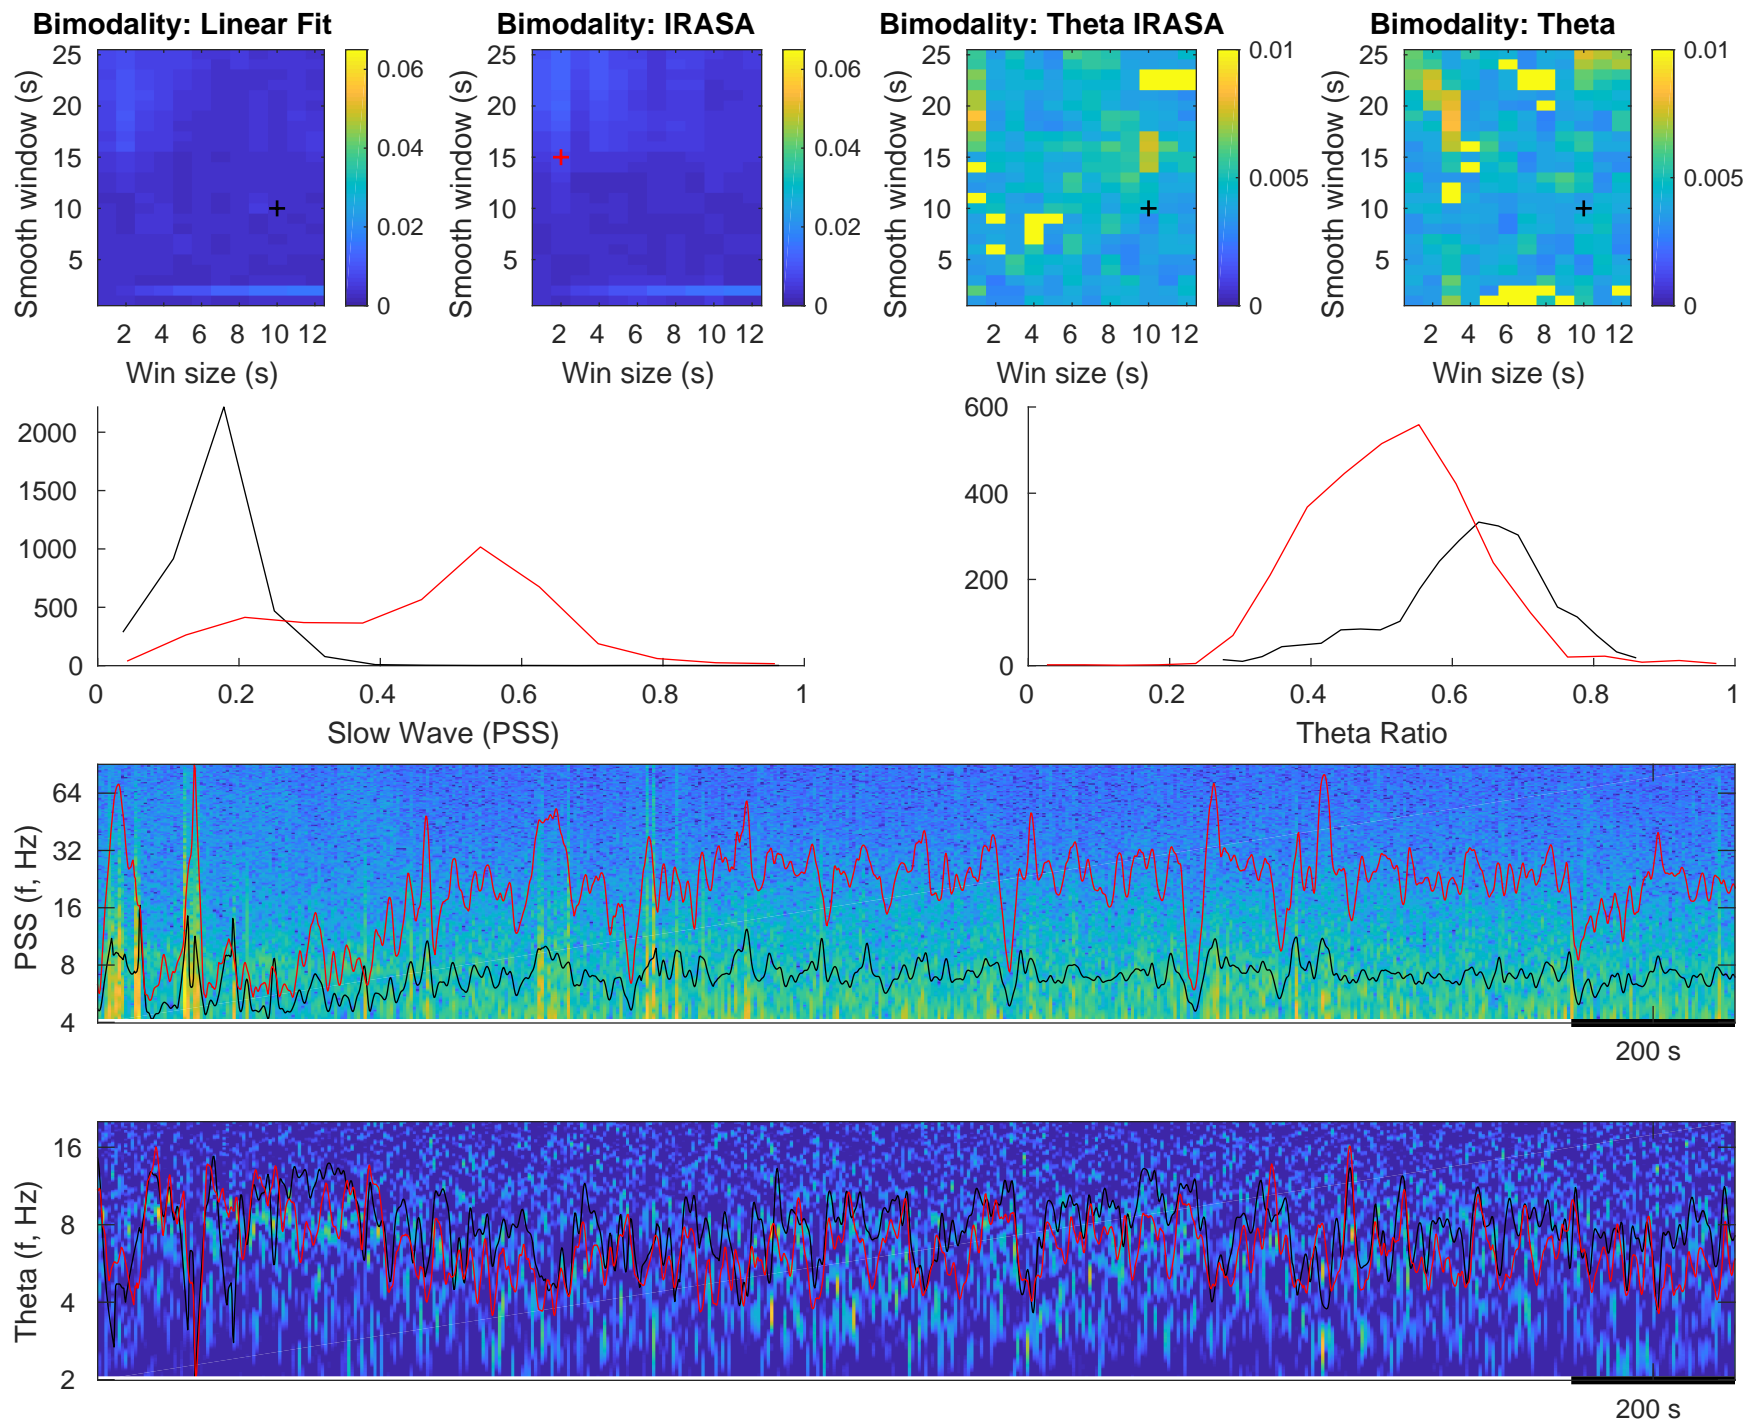 Bimodality: Linear Fit
Bimodality: IRASA
Bimodality: Theta IRASA
Bimodality: Theta
Smooth window (s)
25
20
15
10
5
2 4 6 8 10 12
Win size (s)
0.06
0.04
0.02
0
Smooth window (s)
25
20
15
10
5
2 4 6 8 10 12
Win size (s)
0.06
0.04
0.02
0
Smooth window (s)
25
20
15
10
5
2 4 6 8 10 12
Win size (s)
0.01
0.005
0
Smooth window (s)
25
20
15
10
5
2 4 6 8 10 12
Win size (s)
0.01
0.005
0
2000
1500
1000
500
0
0 0.2 0.4 0.6 0.8 1
Slow Wave (PSS)
600
400
200
0
0 0.2 0.4 0.6 0.8 1
Theta Ratio
PSS (f, Hz)
64
32
16
8
4
200 s
Theta (f, Hz)
16
8
4
2
200 s